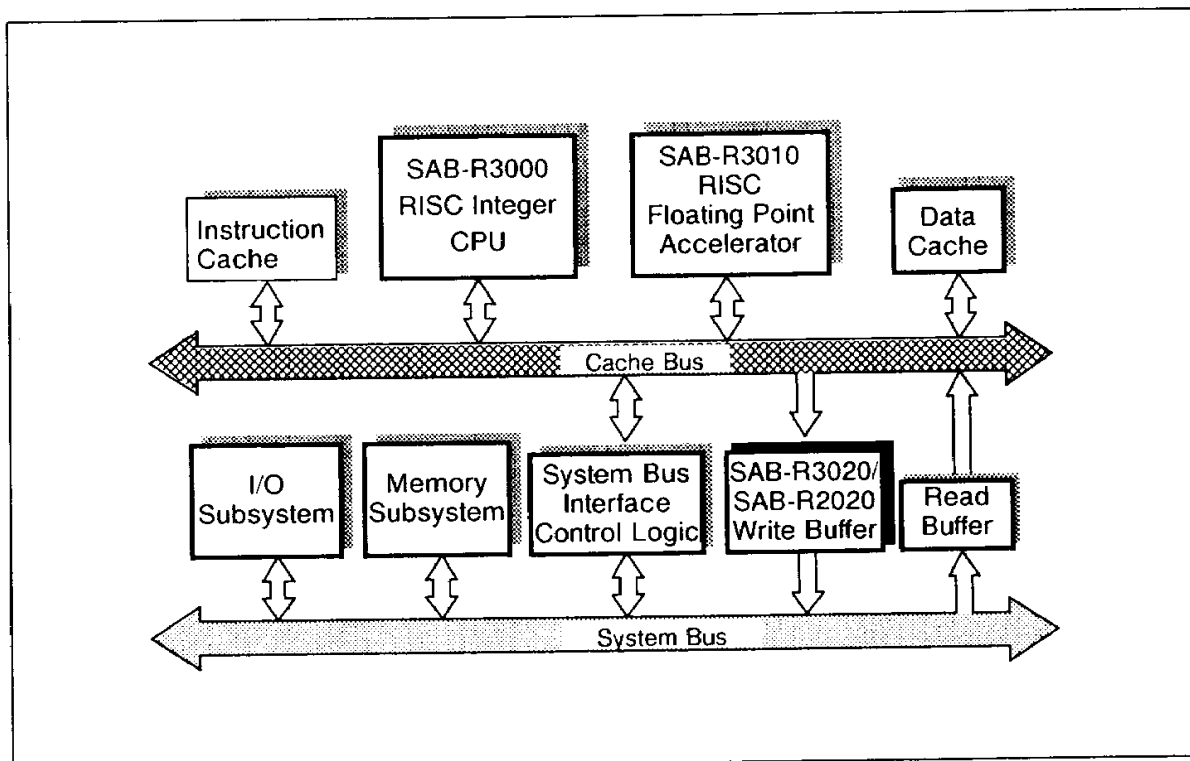 SAB-R3000
RISC Integer
CPU
SAB-R3010
RISC
Floating Point
Accelerator
Instruction
Cache
Data
Cache
Cache Bus
I/O
Subsystem
Memory
Subsystem
System Bus
Interface
Control Logic
SAB-R3020/
SAB-R2020
Write Buffer
Read
Buffer
System Bus